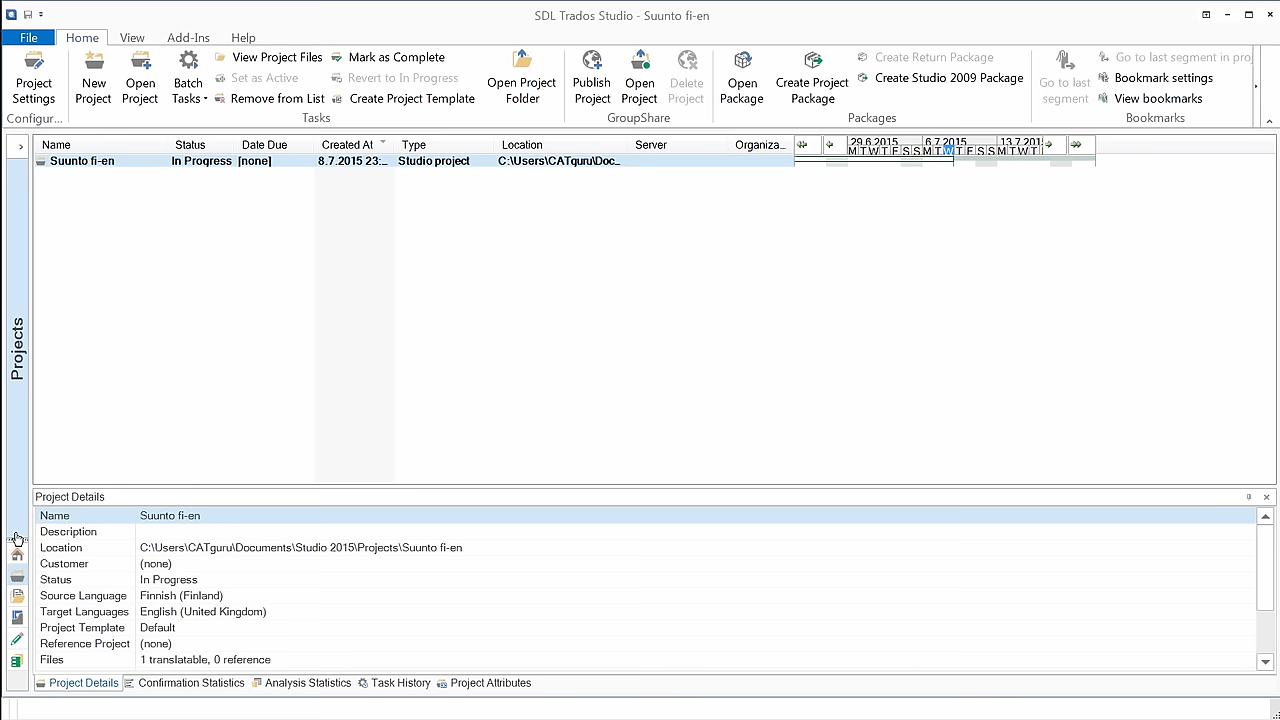 SDL Trados Studio - Suunto fi-en
File Home View Add-Ins Help
Project Settings
New Project
Open Project
Batch Tasks
View Project Files
Set as Active
Remove from List
Mark as Complete
Revert to In Progress
Create Project Template
Open Project Folder
Publish Project
Open Project
Delete Project
Open Package
Create Project Package
Create Return Package
Create Studio 2009 Package
Go to last segment
Go to last segment in proj
Bookmark settings
View bookmarks
Configur... Tasks GroupShare Packages Bookmarks
Name Status Date Due Created At Type Location Server Organiza...
29.6.2015 6.7.2015 13.7.201
M T W T F S S M T W T F S S M T W T
Suunto fi-en In Progress [none] 8.7.2015 23:... Studio project C:\Users\CATguru\Doc...
Projects
Project Details
Name Suunto fi-en
Description
Location C:\Users\CATguru\Documents\Studio 2015\Projects\Suunto fi-en
Customer (none)
Status In Progress
Source Language Finnish (Finland)
Target Languages English (United Kingdom)
Project Template Default
Reference Project (none)
Files 1 translatable, 0 reference
Project Details Confirmation Statistics Analysis Statistics Task History Project Attributes